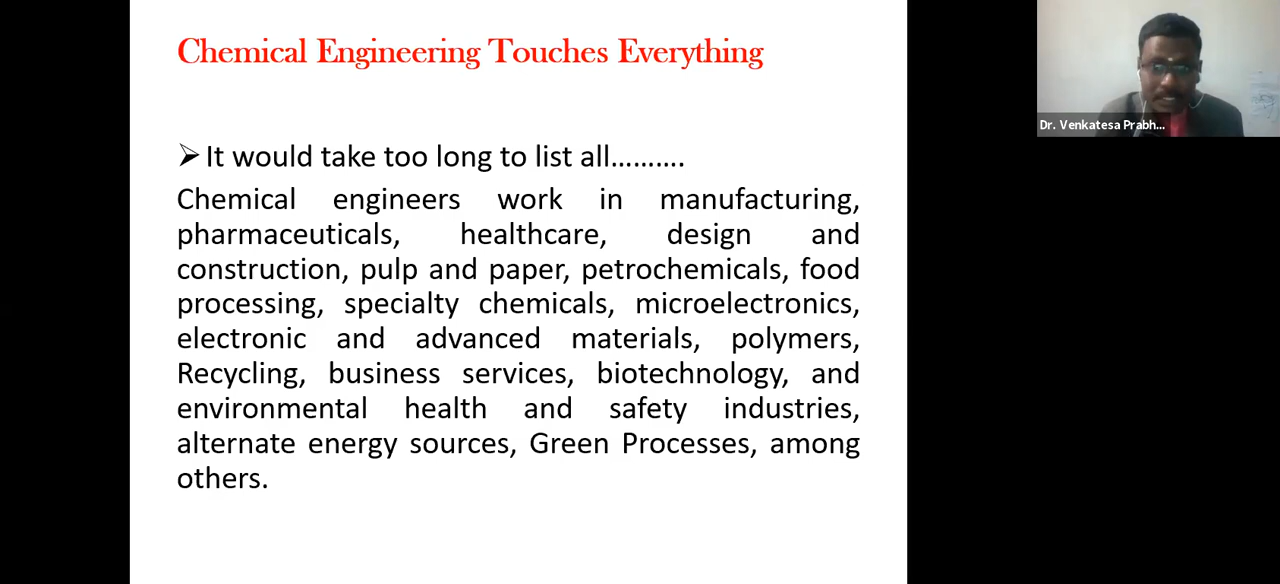 Chemical Engineering Touches Everything
Dr. Venkatesa Prabh...
➢ It would take too long to list all..........
Chemical engineers work in manufacturing,
pharmaceuticals, healthcare, design and
construction, pulp and paper, petrochemicals, food
processing, specialty chemicals, microelectronics,
electronic and advanced materials, polymers,
Recycling, business services, biotechnology, and
environmental health and safety industries,
alternate energy sources, Green Processes, among
others.